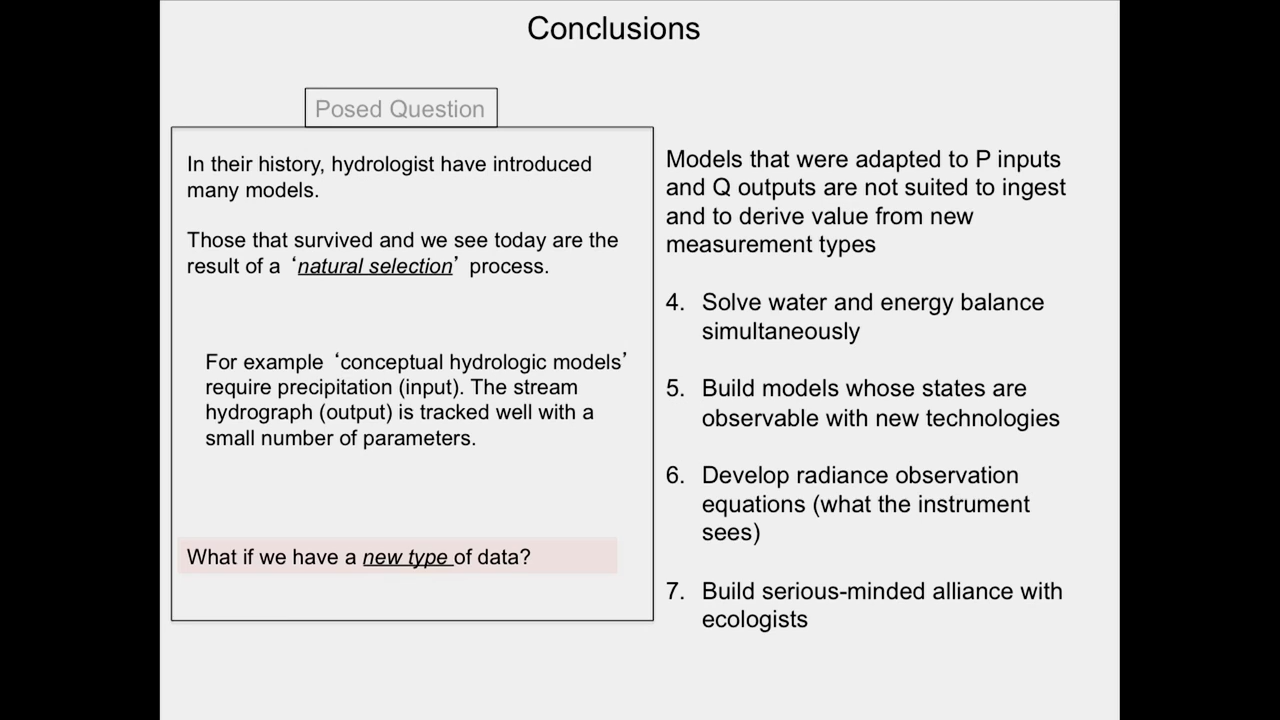 Conclusions
Posed Question
In their history, hydrologist have introduced
many models.
Those that survived and we see today are the
result of a ‘natural selection’ process.
For example ‘conceptual hydrologic models’
require precipitation (input). The stream
hydrograph (output) is tracked well with a
small number of parameters.
What if we have a new type of data?
Models that were adapted to P inputs
and Q outputs are not suited to ingest
and to derive value from new
measurement types
4. Solve water and energy balance
simultaneously
5. Build models whose states are
observable with new technologies
6. Develop radiance observation
equations (what the instrument
sees)
7. Build serious-minded alliance with
ecologists